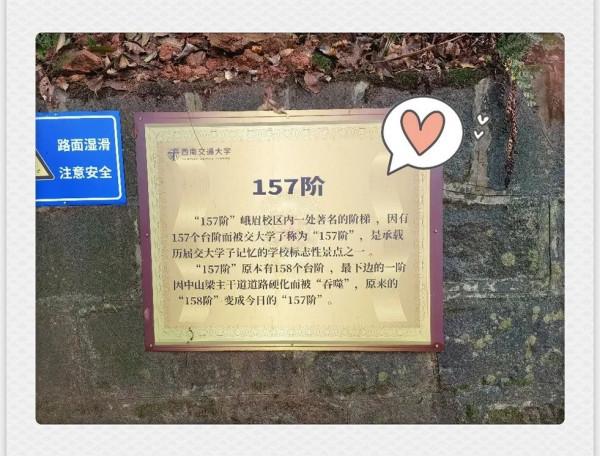 路面湿滑
注意安全
西南交通大学
157阶
“157阶”峨眉校区内一处著名的阶梯，因有
157个台阶而被交大学子称为“157阶”，是承载
历届交大学子记忆的学校标志性景点之一。
“157阶”原本有158个台阶，最下边的一阶
因中山梁主干道道路硬化而被“吞噬”，原来的
“158阶”变成今日的“157阶”。